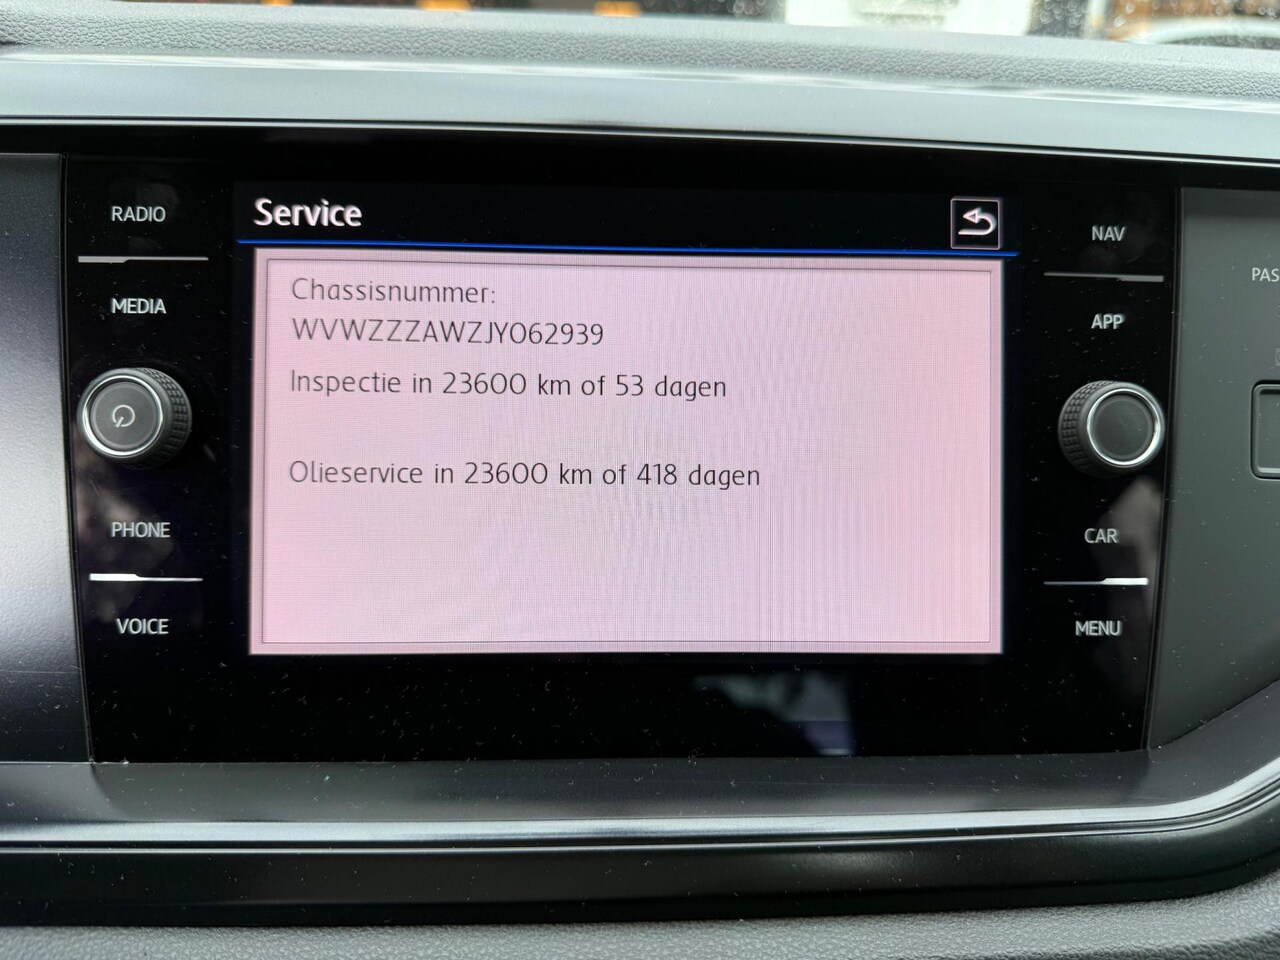 Service
RADIO
MEDIA
PHONE
VOICE
Chassisnummer:
WVWZZZAWZJY062939
Inspectie in 23600 km of 53 dagen
Olieservice in 23600 km of 418 dagen
NAV
APP
CAR
MENU
PAS